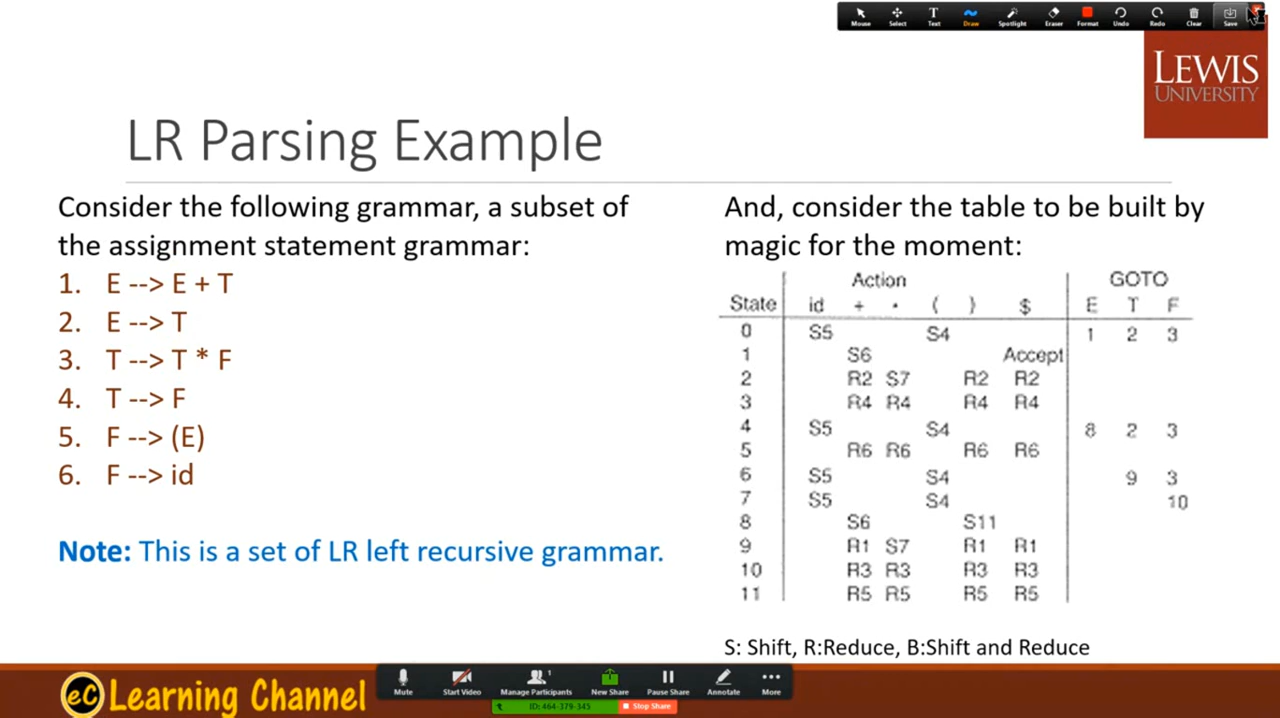 Mouse Select Text Draw Spotlight Eraser Format Undo Redo Clear Save
LEWIS
UNIVERSITY
LR Parsing Example
Consider the following grammar, a subset of
the assignment statement grammar:
1. E --> E + T
2. E --> T
3. T --> T * F
4. T --> F
5. F --> (E)
6. F --> id
Note: This is a set of LR left recursive grammar.
And, consider the table to be built by
magic for the moment:
Action GOTO
State id + * ( ) $ E T F
0 S5 S4 1 2 3
1 S6 Accept
2 R2 S7 R2 R2
3 R4 R4 R4 R4
4 S5 S4 8 2 3
5 R6 R6 R6 R6
6 S5 S4 9 3
7 S5 S4 10
8 S6 S11
9 R1 S7 R1 R1
10 R3 R3 R3 R3
11 R5 R5 R5 R5
S: Shift, R:Reduce, B:Shift and Reduce
eC Learning Channel
Mute Start Video 1 Manage Participants New Share Pause Share Annotate More
ID: 464-379-345 Stop Share